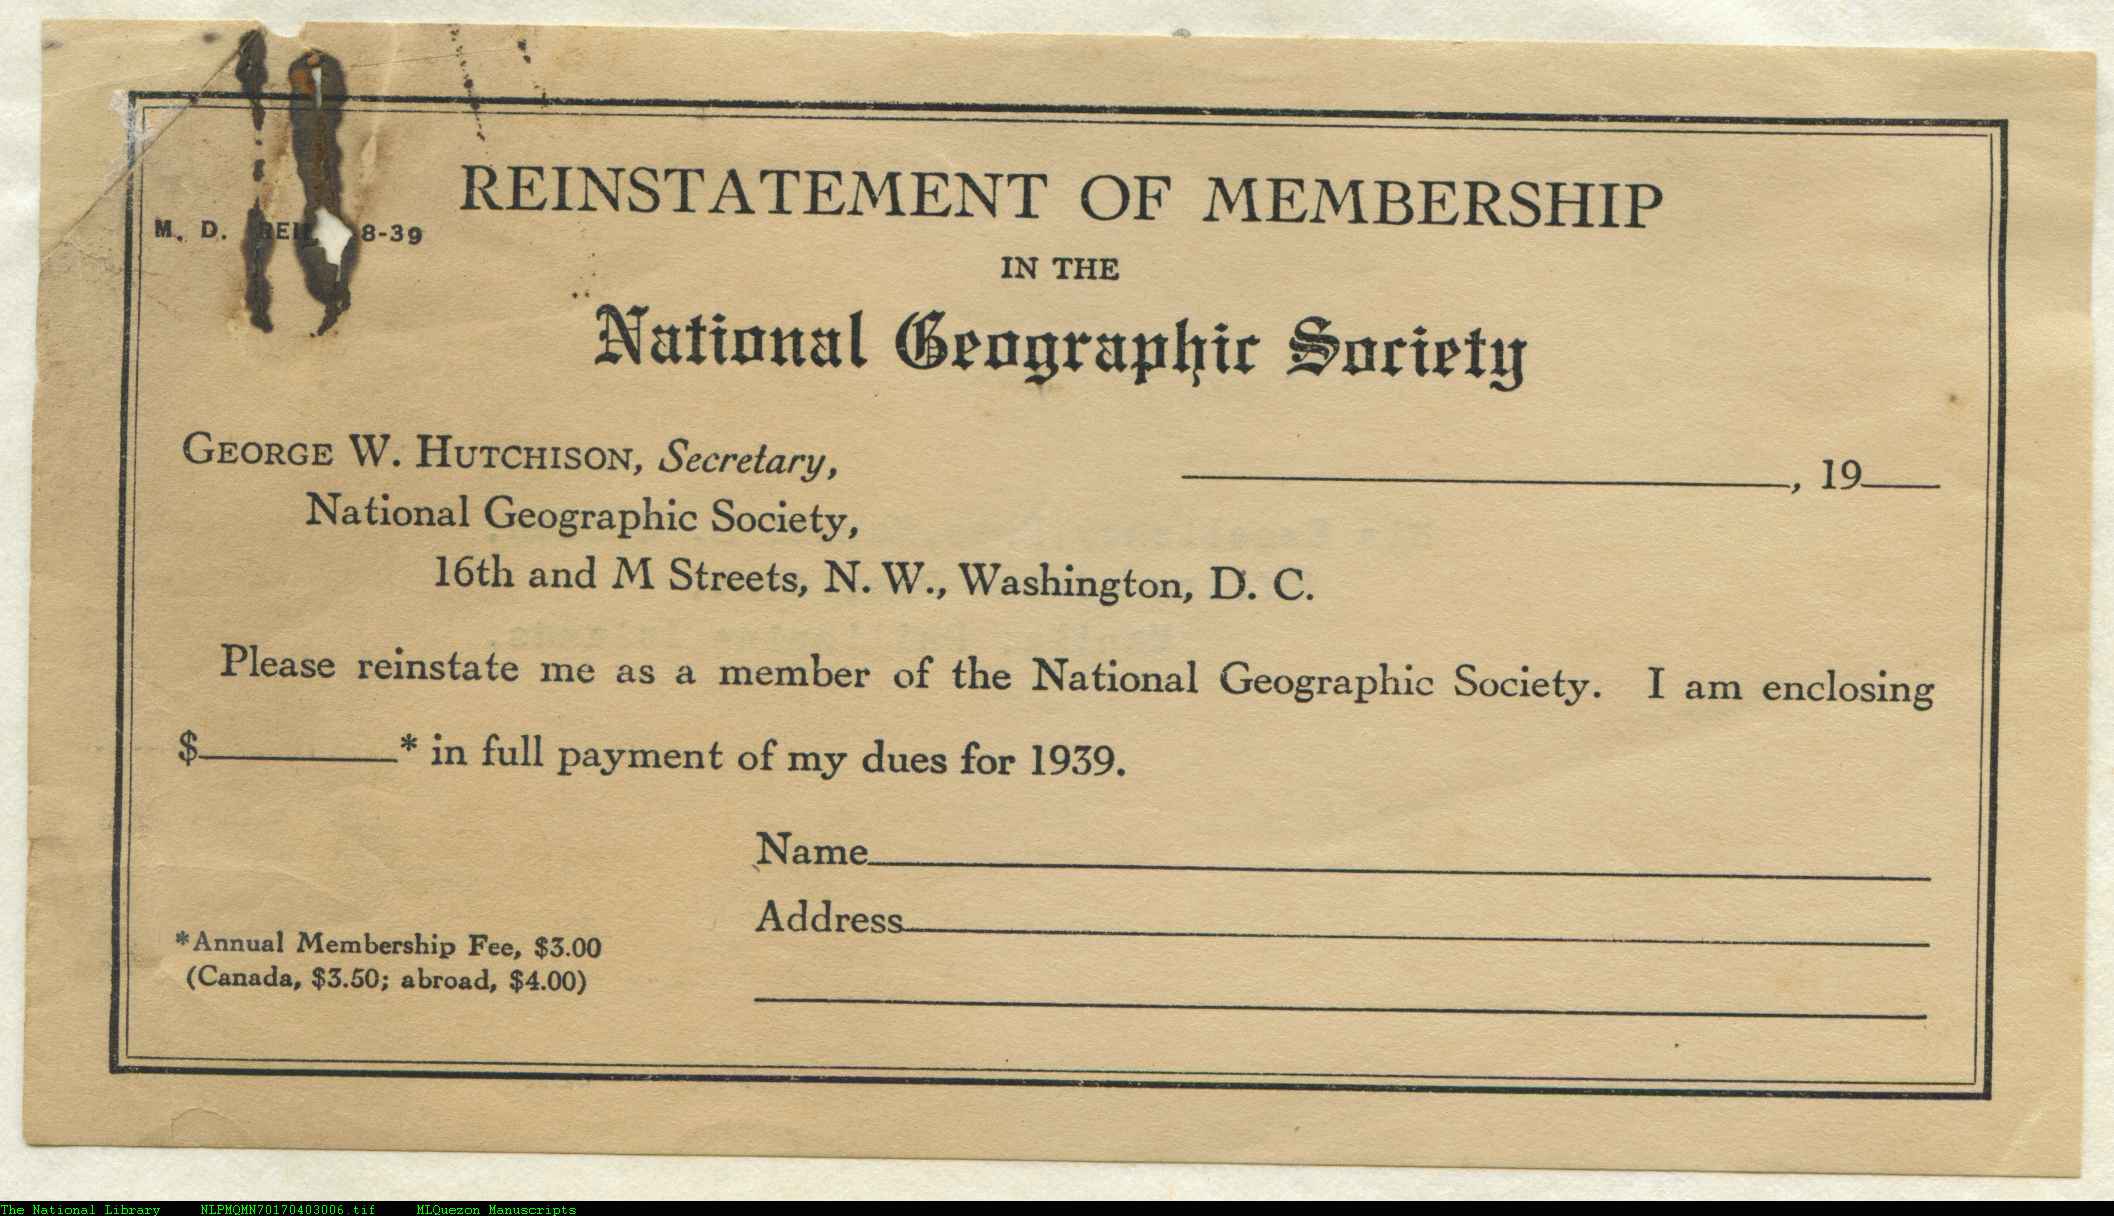 REINSTATEMENT OF MEMBERSHIP
M. D. 8-39
IN THE
National Geographic Society
GEORGE W. HUTCHISON, Secretary,
, 19
National Geographic Society,
16th and M Streets, N. W., Washington, D. C.
Please reinstate me as a member of the National Geographic Society. I am enclosing
$ * in full payment of my dues for 1939.
Name
Address
*Annual Membership Fee, $3.00
(Canada, $3.50; abroad, $4.00)
The National Library NLPMQMN70170403006.tif MLQuezon Manuscripts